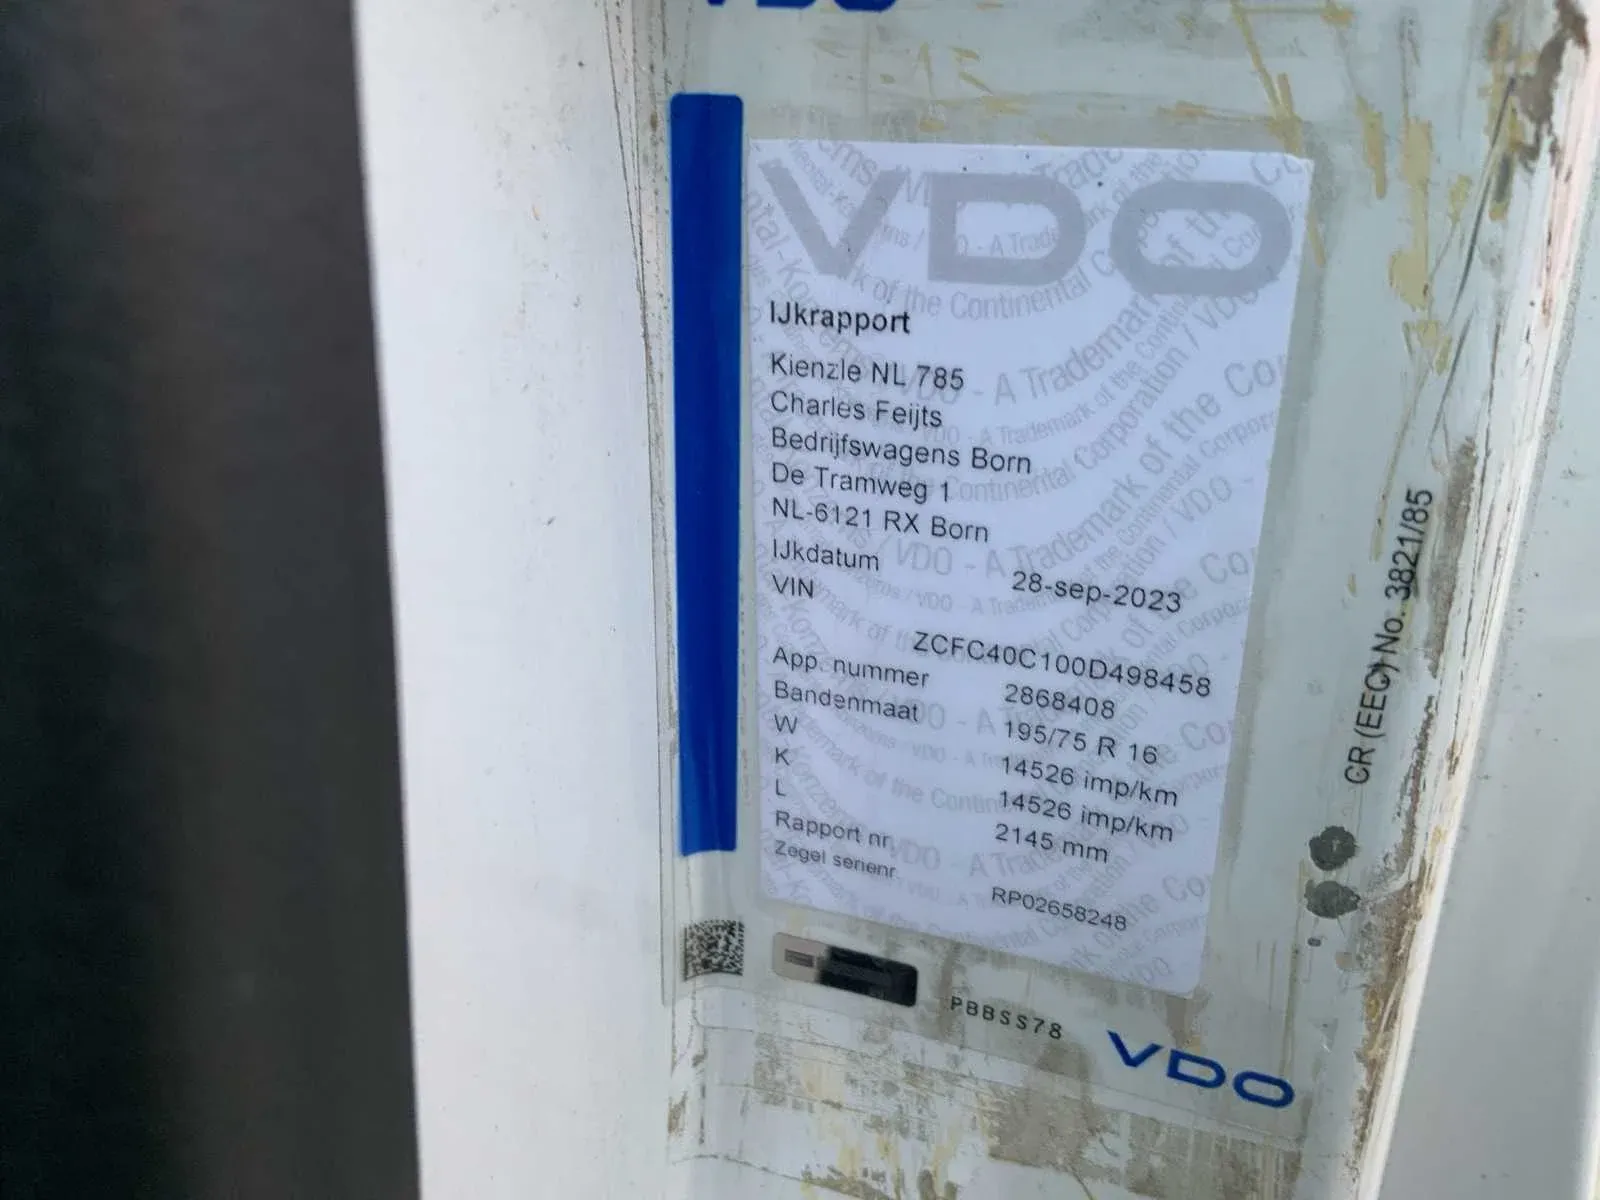 VDO
VDO
IJkrapport
Kienzle NL 785
Charles Feijts
Bedrijfswagens Born
De Tramweg 1
NL-6121 RX Born
IJkdatum 28-sep-2023
VIN
ZCFC40C100D498458
App. nummer 2868408
Bandenmaat 195/75 R 16
W 14526 imp/km
K 14526 imp/km
L 2145 mm
Rapport nr. RP02658248
Zegel serienr.
PBBSS78
VDO
CR (EEC) No. 3821/85